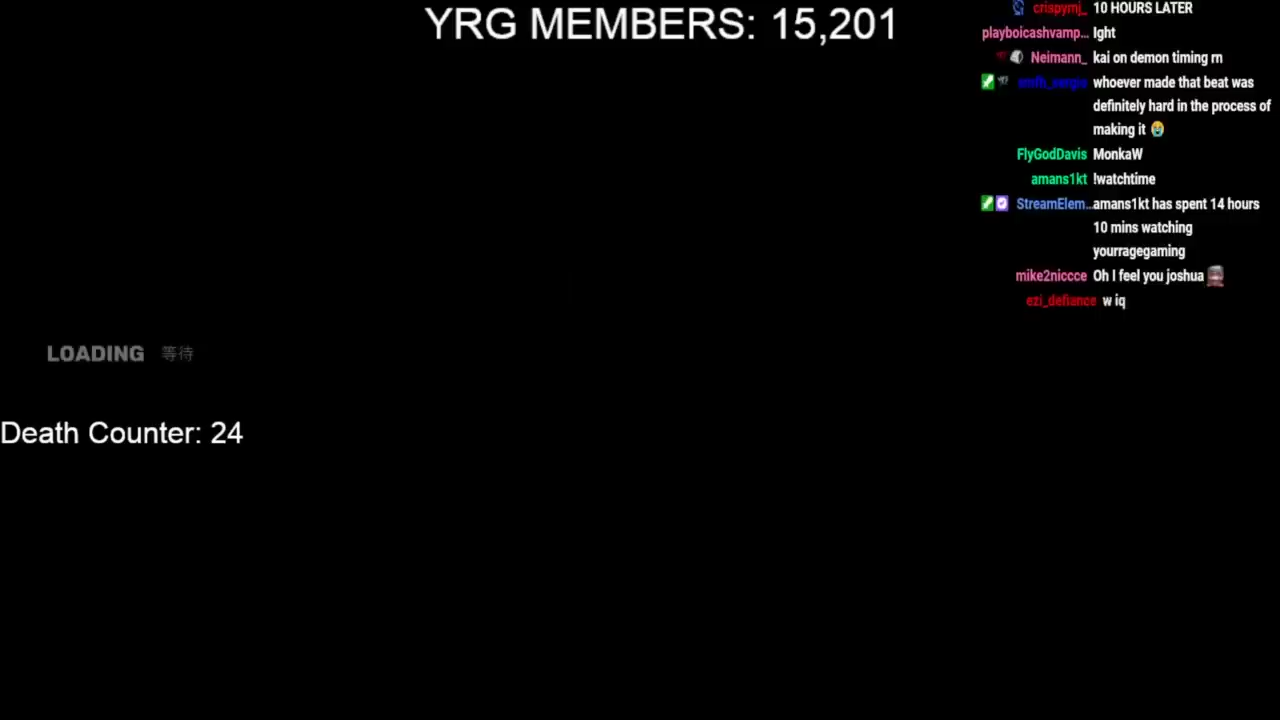 YRG MEMBERS: 15,201
crispymj_ 10 HOURS LATER
playboicashvamp... Ight
Neimann_ kai on demon timing rn
whoever made that beat was
definitely hard in the process of
making it 😭
FlyGodDavis MonkaW
amans1kt !watchtime
StreamElem... amans1kt has spent 14 hours
10 mins watching
yourragegaming
mike2niccce Oh I feel you joshua
ezi_defiance w iq
LOADING 等待
Death Counter: 24